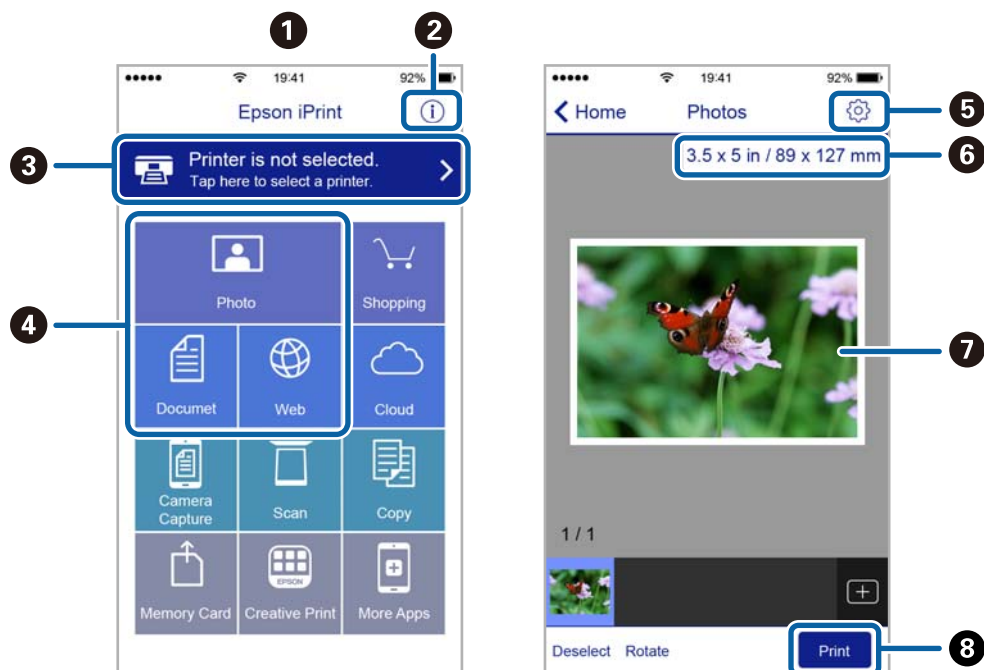 1
2
19:41
92%
Epson iPrint
3
Printer is not selected.
Tap here to select a printer.
4
Photo
Shopping
Documet
Web
Cloud
Camera
Capture
Scan
Copy
EPSON
Memory Card
Creative Print
More Apps
19:41
92%
Home
Photos
5
3.5 x 5 in / 89 x 127 mm
6
7
1 / 1
Deselect
Rotate
Print
8